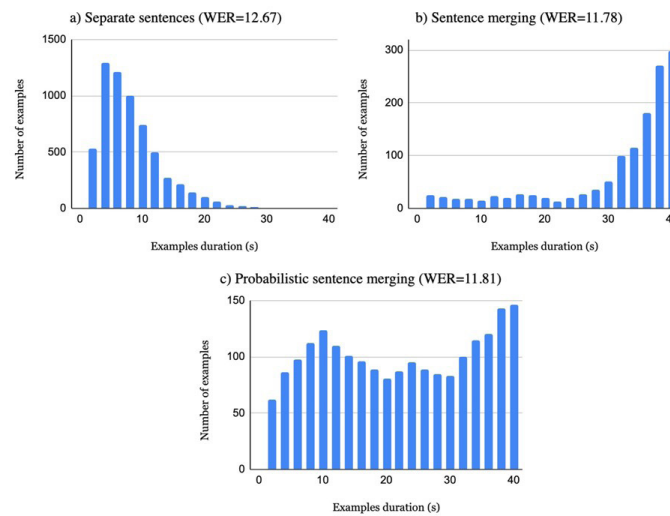 a) Separate sentences (WER=12.67)
1500
1000
500
0
0 10 20 30 40
Number of examples
Examples duration (s)
b) Sentence merging (WER=11.78)
300
200
100
0
0 10 20 30 4
Number of examples
Examples duration (s)
c) Probabilistic sentence merging (WER=11.81)
150
100
50
0
0 10 20 30 40
Number of examples
Examples duration (s)